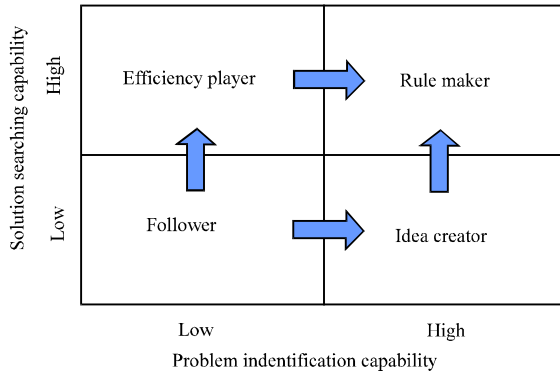 Solution searching capability
High
Low
Efficiency player
Rule maker
Follower
Idea creator
Low
High
Problem indentification capability